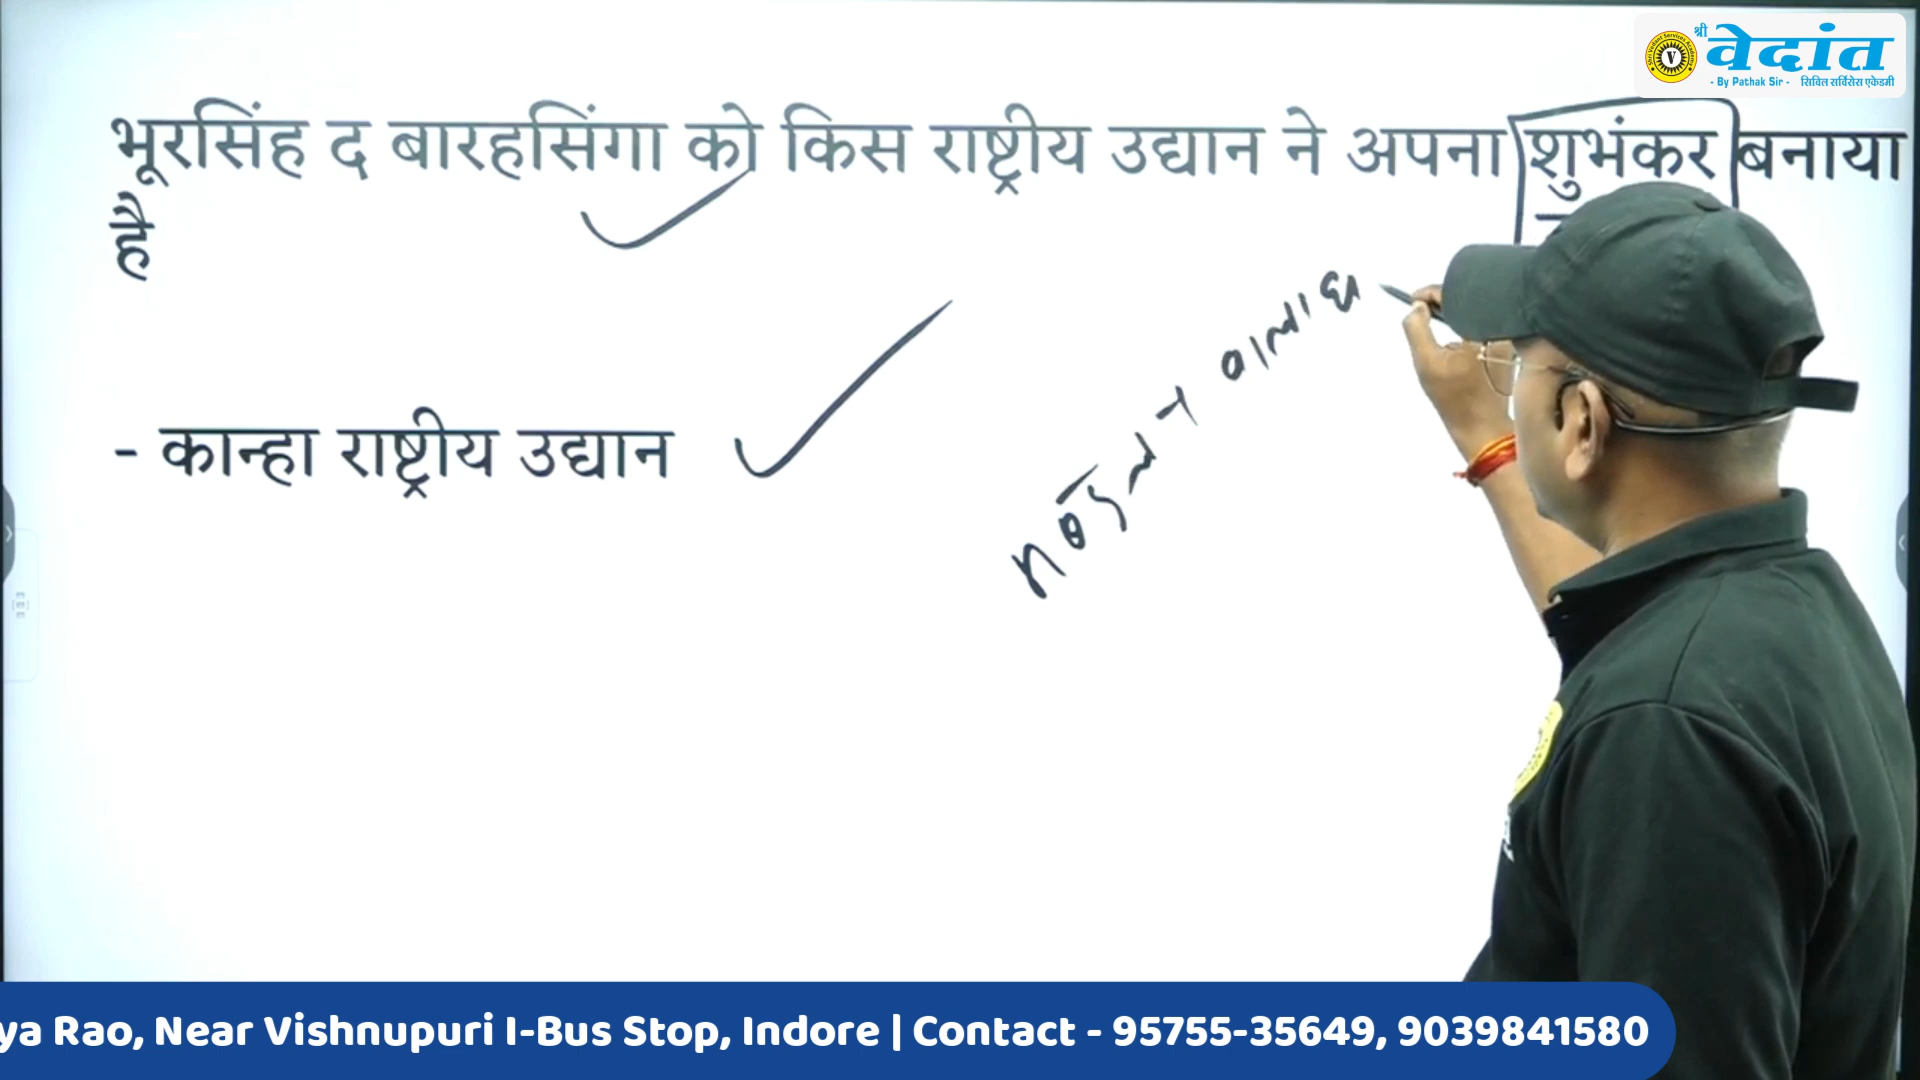 श्री वेदांत
- By Pathak Sir - सिविल सर्विसेस एकेडमी
भूरसिंह द बारहसिंगा को किस राष्ट्रीय उद्यान ने अपना शुभंकर बनाया
है
- कान्हा राष्ट्रीय उद्यान
ya Rao, Near Vishnupuri I-Bus Stop, Indore | Contact - 95755-35649, 9039841580